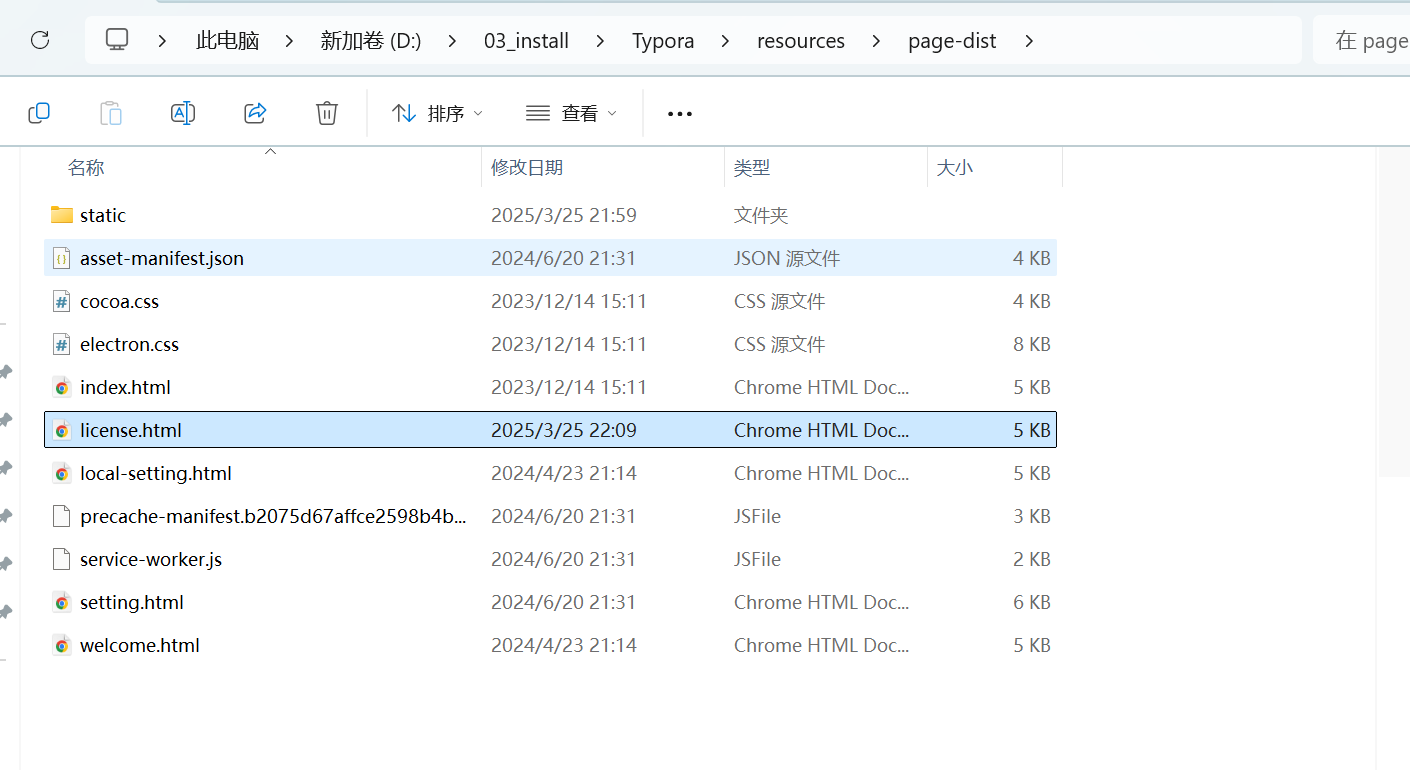 此电脑 > 新加卷 (D:) > 03_install > Typora > resources > page-dist > 在 page
排序 查看 ...
名称 修改日期 类型 大小
static 2025/3/25 21:59 文件夹
asset-manifest.json 2024/6/20 21:31 JSON 源文件 4 KB
cocoa.css 2023/12/14 15:11 CSS 源文件 4 KB
electron.css 2023/12/14 15:11 CSS 源文件 8 KB
index.html 2023/12/14 15:11 Chrome HTML Doc... 5 KB
license.html 2025/3/25 22:09 Chrome HTML Doc... 5 KB
local-setting.html 2024/4/23 21:14 Chrome HTML Doc... 5 KB
precache-manifest.b2075d67affce2598b4b... 2024/6/20 21:31 JSFile 3 KB
service-worker.js 2024/6/20 21:31 JSFile 2 KB
setting.html 2024/6/20 21:31 Chrome HTML Doc... 6 KB
welcome.html 2024/4/23 21:14 Chrome HTML Doc... 5 KB